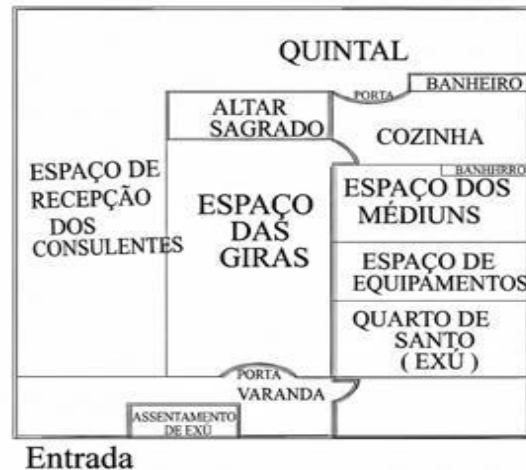 QUINTAL
BANHEIRO
PORTA
ALTAR
SAGRADO
COZINHA
BANHHRRO
ESPAÇO DE
RECEPÇÃO
DOS
CONSULENTES
ESPAÇO
DAS
GIRAS
ESPAÇO DOS
MÉDIUNS
ESPAÇO DE
EQUIPAMENTOS
QUARTO DE
SANTO
( EXÚ )
PORTA
VARANDA
ASSENTAMENTO
DE EXÚ
Entrada